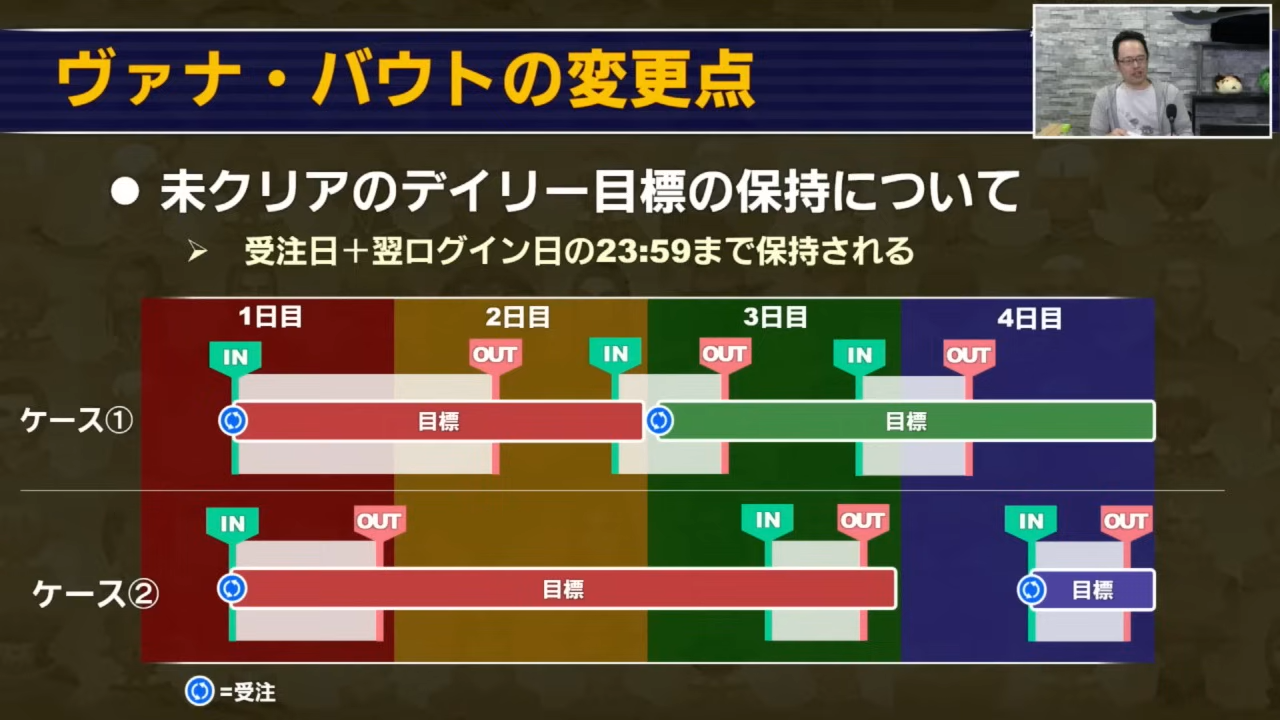 ヴァナ・バウトの変更点
● 未クリアのデイリー目標の保持について
➢ 受注日＋翌ログイン日の23:59まで保持される
1日目 2日目 3日目 4日目
IN OUT IN OUT IN OUT
ケース① 目標 目標
IN OUT IN OUT IN OUT
ケース② 目標 目標
=受注